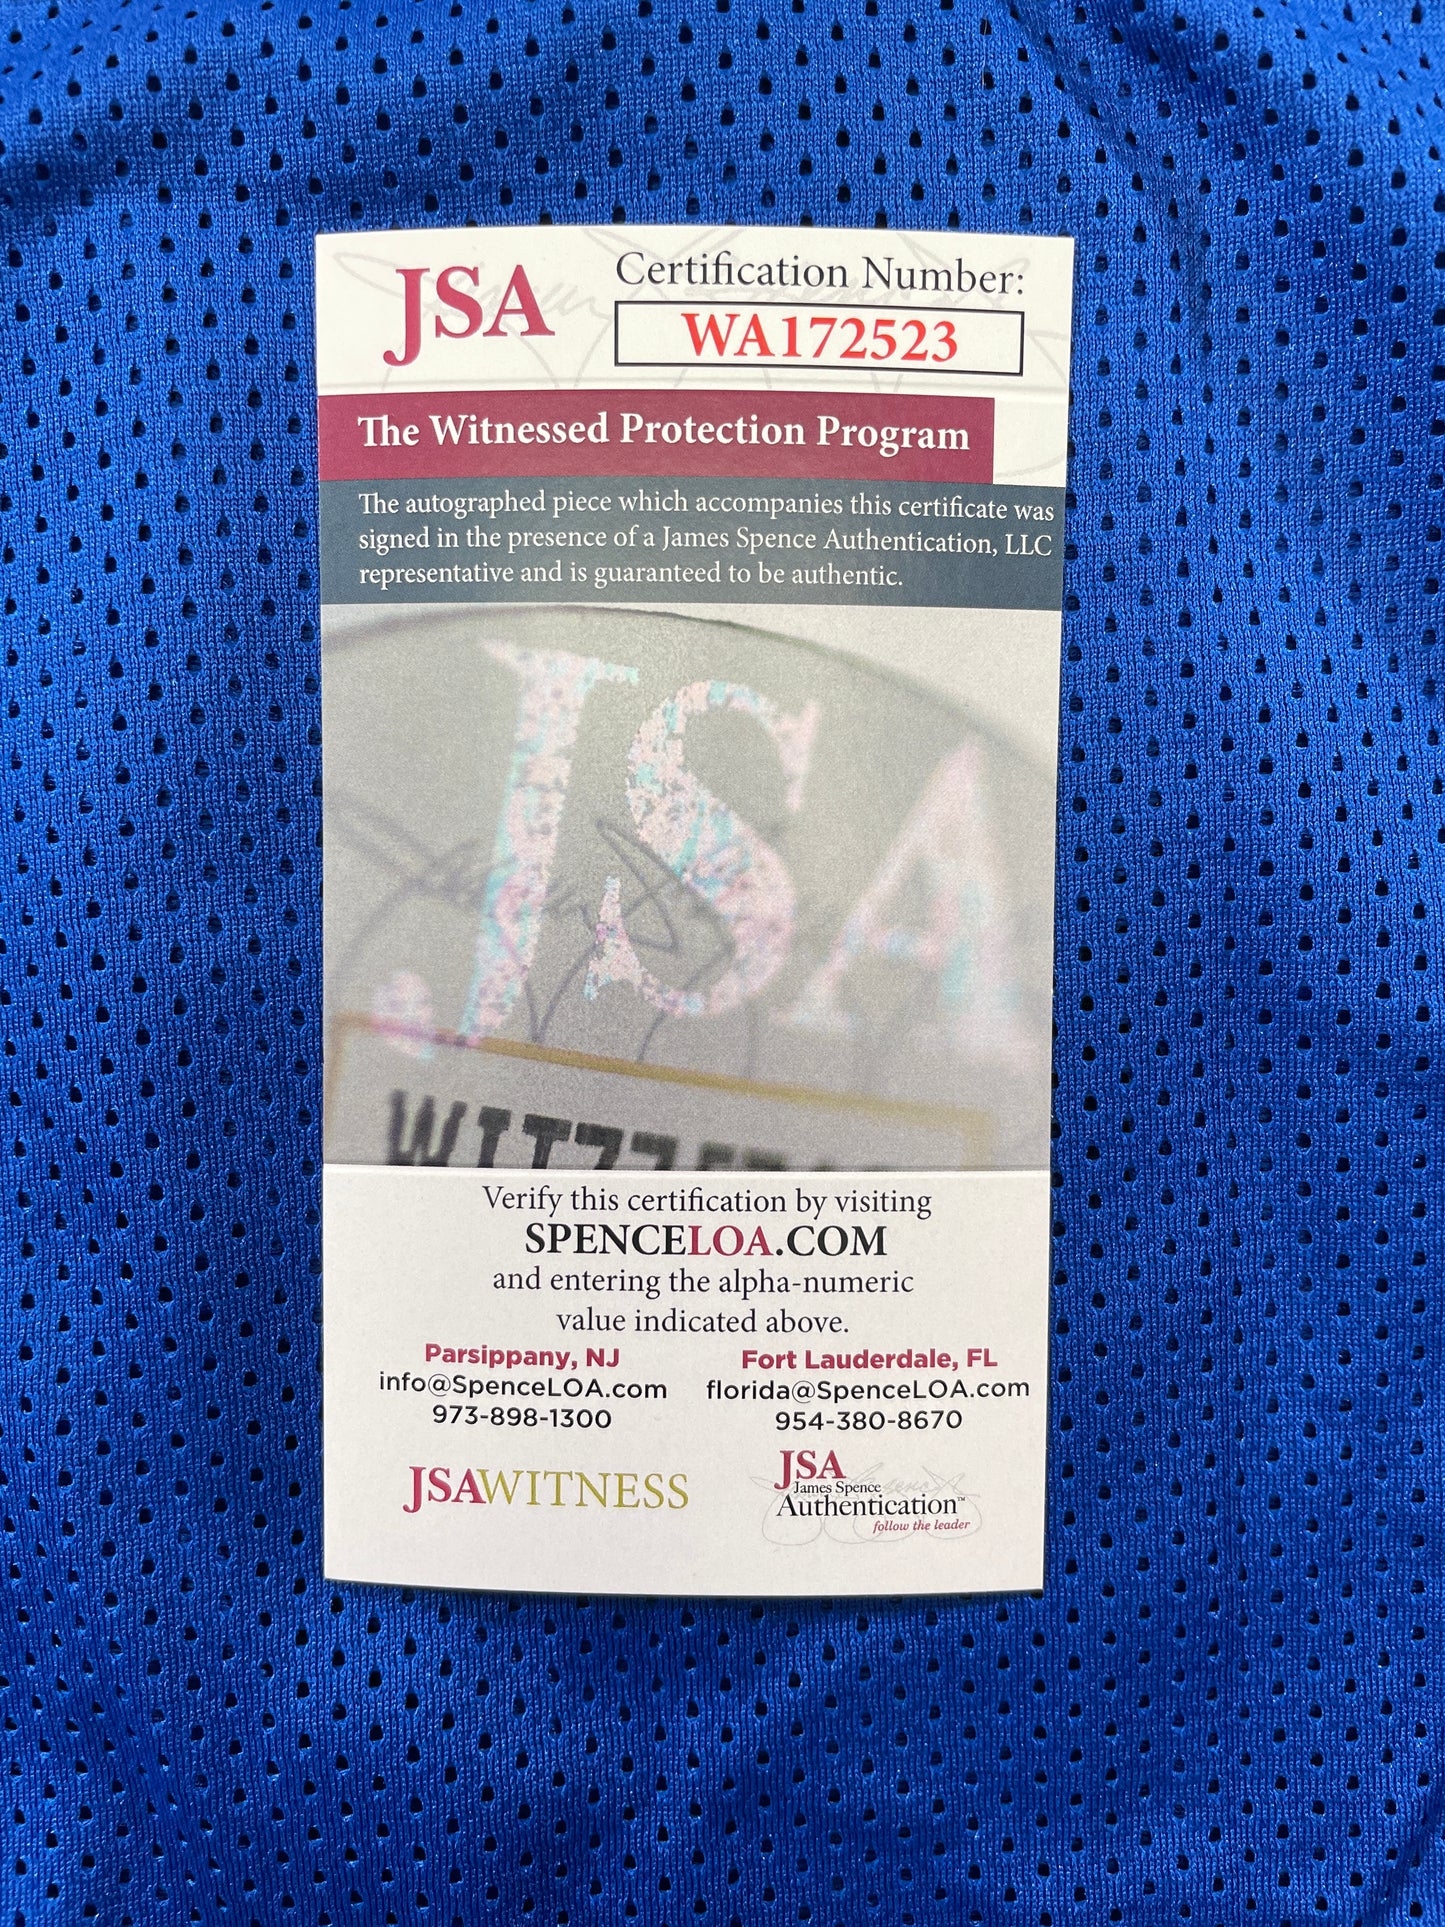 JSA
Certification Number:
WA172523
The Witnessed Protection Program
The autographed piece which accompanies this certificate was
signed in the presence of a James Spence Authentication, LLC
representative and is guaranteed to be authentic.
JSA
Verify this certification by visiting
SPENCELOA.COM
and entering the alpha-numeric
value indicated above.
Parsippany, NJ
info@SpenceLOA.com
973-898-1300
Fort Lauderdale, FL
florida@SpenceLOA.com
954-380-8670
JSAWITNESS
JSA
James Spence
Authentication™
follow the leader